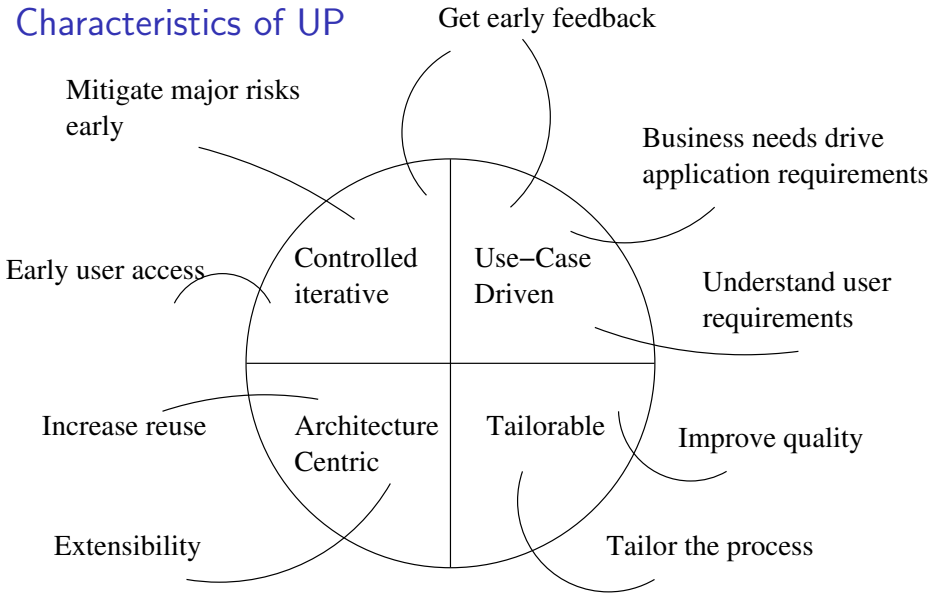 Characteristics of UP
Get early feedback
Mitigate major risks
early
Business needs drive
application requirements
Early user access
Controlled
iterative
Use−Case
Driven
Understand user
requirements
Increase reuse
Architecture
Centric
Tailorable
Improve quality
Extensibility
Tailor the process